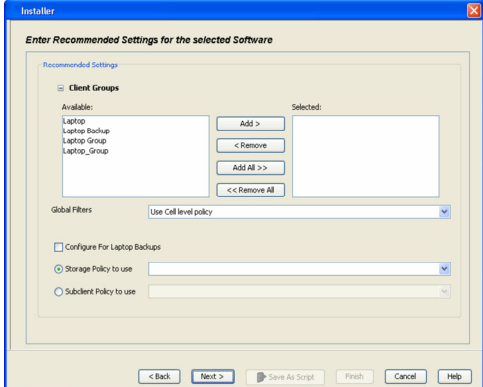 Installer
Enter Recommended Settings for the selected Software
Recommended Settings
Client Groups
Available:
Selected:
Laptop
Laptop Backup
Laptop Group
Laptop_Group
Add >
< Remove
Add All >>
<< Remove All
Global Filters
Use Cell level policy
Configure For Laptop Backups
Storage Policy to use
Subclient Policy to use
< Back
Next >
Save As Script
Finish
Cancel
Help